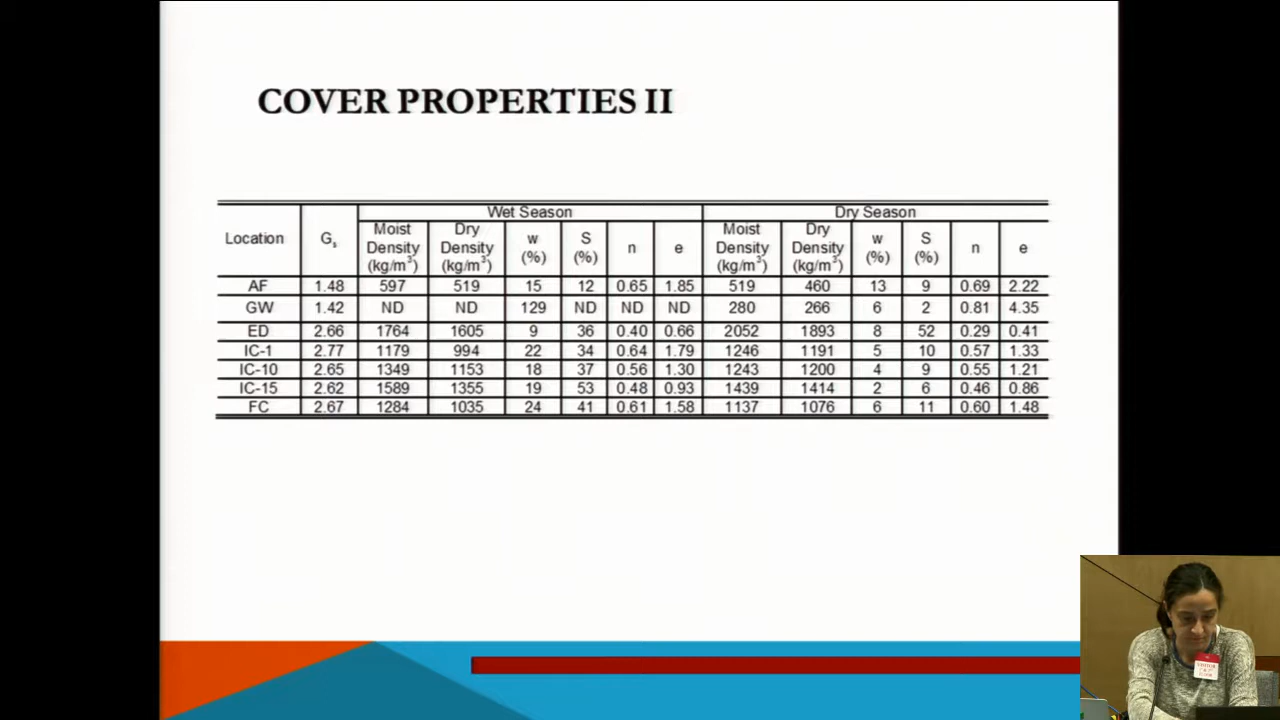 COVER PROPERTIES II
Location G_s Wet Season Dry Season
Moist Density (kg/m³) Dry Density (kg/m³) w (%) S (%) n e Moist Density (kg/m³) Dry Density (kg/m³) w (%) S (%) n e
AF 1.48 597 519 15 12 0.65 1.85 519 460 13 9 0.69 2.22
GW 1.42 ND ND 129 ND ND ND 280 266 6 2 0.81 4.35
ED 2.66 1764 1605 9 36 0.40 0.66 2052 1893 8 52 0.29 0.41
IC-1 2.77 1179 994 22 34 0.64 1.79 1246 1191 5 10 0.57 1.33
IC-10 2.65 1349 1153 18 37 0.56 1.30 1243 1200 4 9 0.55 1.21
IC-15 2.62 1589 1355 19 53 0.48 0.93 1439 1414 2 6 0.46 0.86
FC 2.67 1284 1035 24 41 0.61 1.58 1137 1076 6 11 0.60 1.48
VISITOR